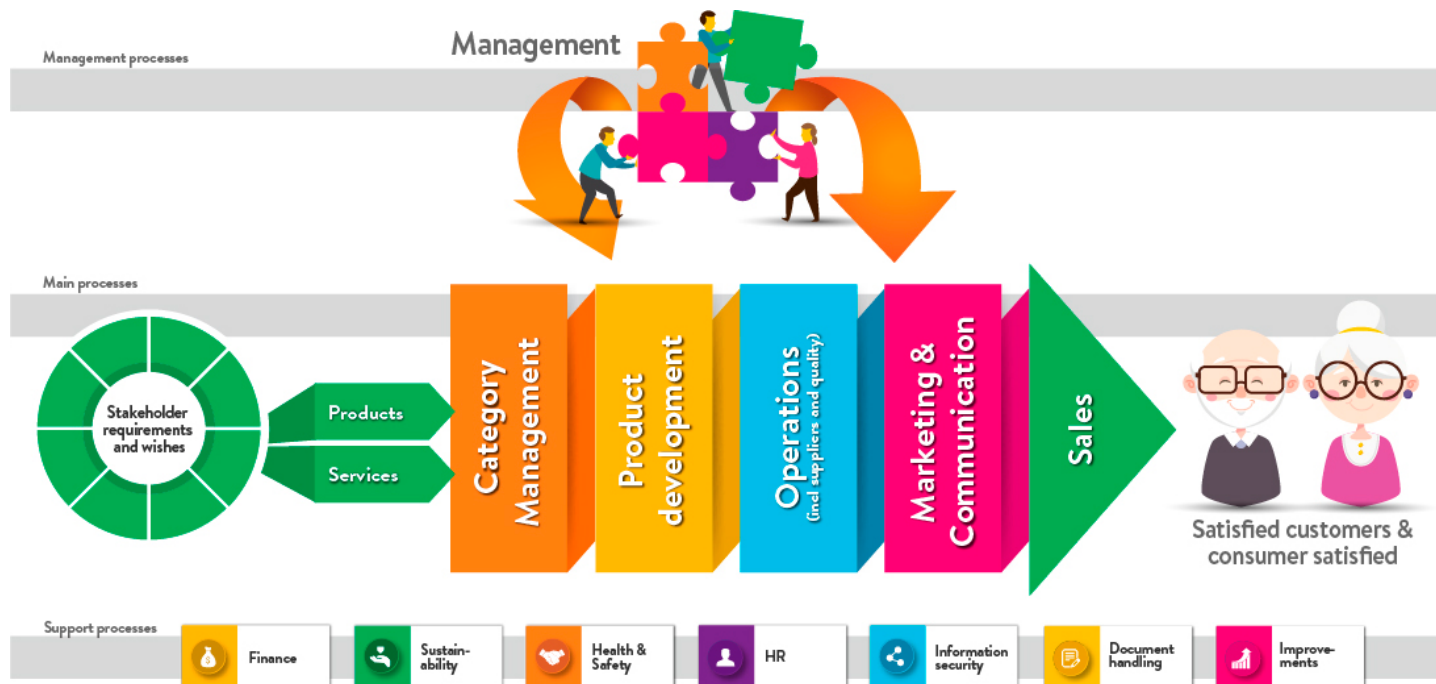 Management processes
Management
Main processes
Stakeholder
requirements
and wishes
Products
Services
Category
Management
Product
development
Operations
(incl suppliers and quality)
Marketing &
Communication
Sales
Satisfied customers &
consumer satisfied
Support processes
Finance
Sustain-
ability
Health &
Safety
HR
Information
security
Document
handling
Improve-
ments